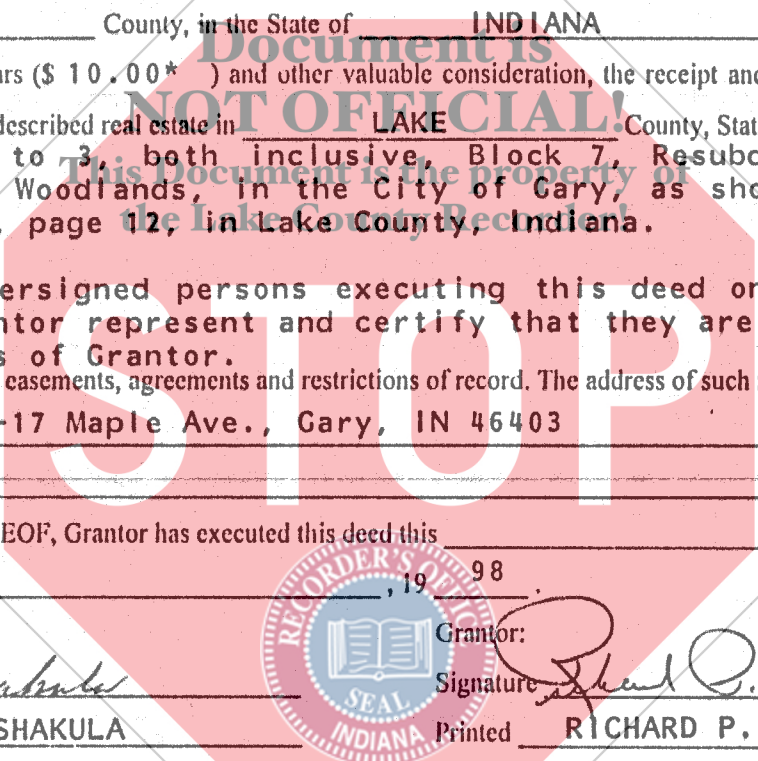 County, in the State of INDIANA
Document is
ars ($ 10.00* ) and other valuable consideration, the receipt and
NOT OFFICIAL!
described real estate in LAKE County, Stat
to 3, both inclusive, Block 7, Resubd
This Document is the property of
Woodlands, in the City of Gary, as sho
the Lake County Recorder!
, page 12, in Lake County, Indiana.
ersigned persons executing this deed on
ntor represent and certify that they are
s of Grantor.
easements, agreements and restrictions of record. The address of such
-17 Maple Ave., Gary, IN 46403
STOP
EOF, Grantor has executed this deed this
, 19 98 .
RECORDER'S OFFICE
SEAL
INDIANA
Grantor:
Signature Richard P.
SHAKULA
Printed RICHARD P.